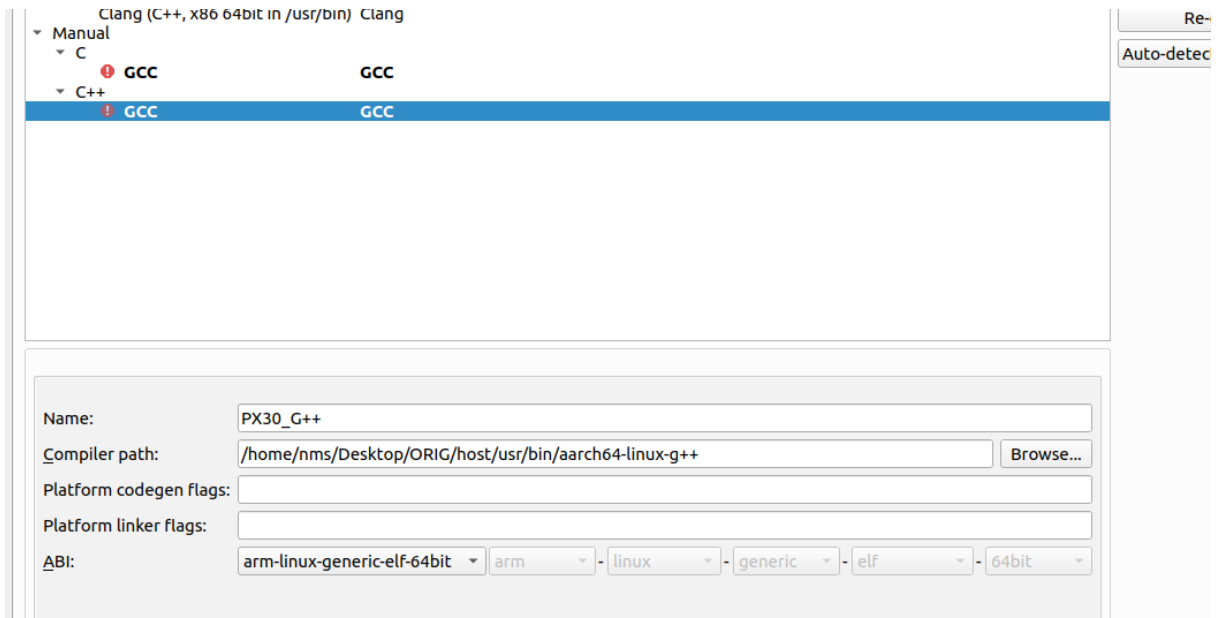 Clang (C++, x86 64bit in /usr/bin) Clang
Re-
Manual
Auto-detec
C
GCC GCC
C++
GCC GCC
Name: PX30_G++
Compiler path: /home/nms/Desktop/ORIG/host/usr/bin/aarch64-linux-g++ Browse...
Platform codegen flags:
Platform linker flags:
ABI: arm-linux-generic-elf-64bit arm - linux - generic - elf - 64bit